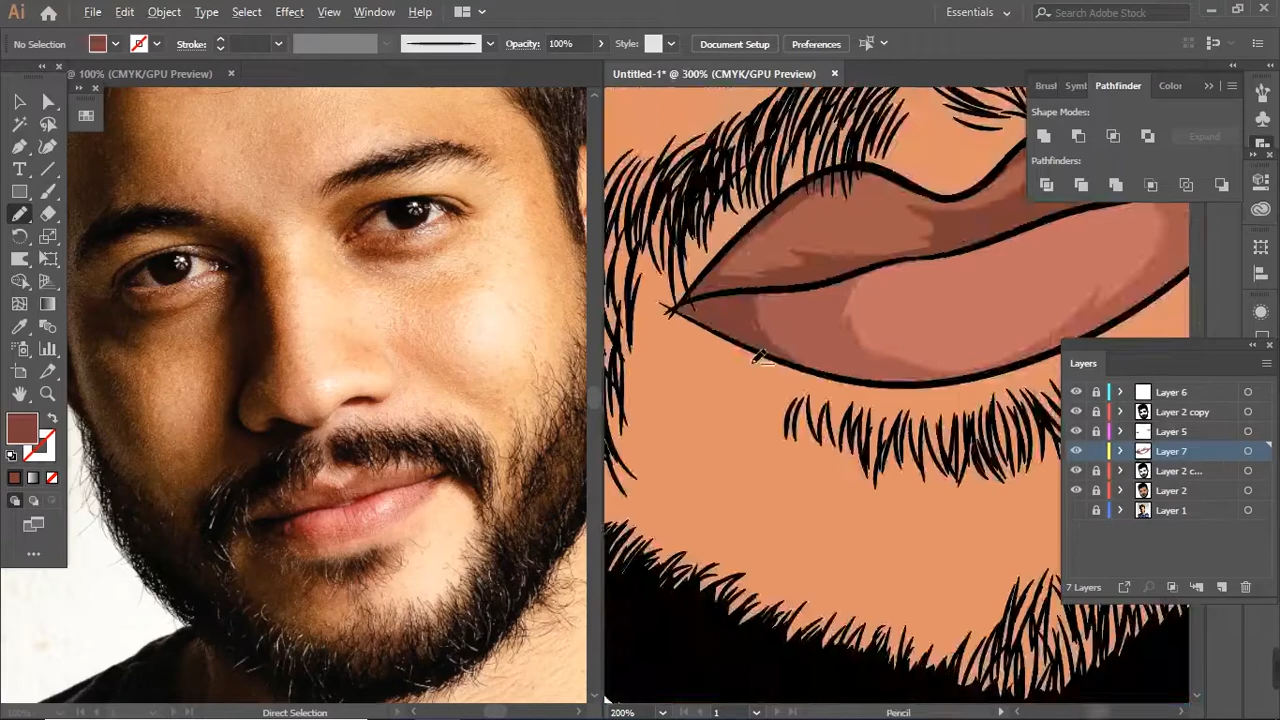 Ai File Edit Object Type Select Effect View Window Help Essentials Search Adobe Stock
No Selection Stroke: Opacity: 100% Style: Document Setup Preferences
@ 100% (CMYK/GPU Preview) Untitled-1* @ 300% (CMYK/GPU Preview)
Brus Symb Pathfinder Color
Shape Modes:
Expand
Pathfinders:
Layers
Layer 6
Layer 2 copy
Layer 5
Layer 7
Layer 2 c...
Layer 2
Layer 1
7 Layers
100% 1 Direct Selection 200% 1 Pencil